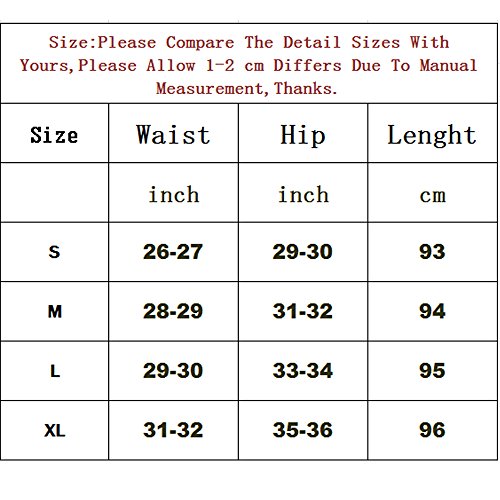 Size:Please Compare The Detail Sizes With
Yours,Please Allow 1-2 cm Differs Due To Manual
Measurement,Thanks.
Size Waist Hip Lenght
inch inch cm
S 26-27 29-30 93
M 28-29 31-32 94
L 29-30 33-34 95
XL 31-32 35-36 96